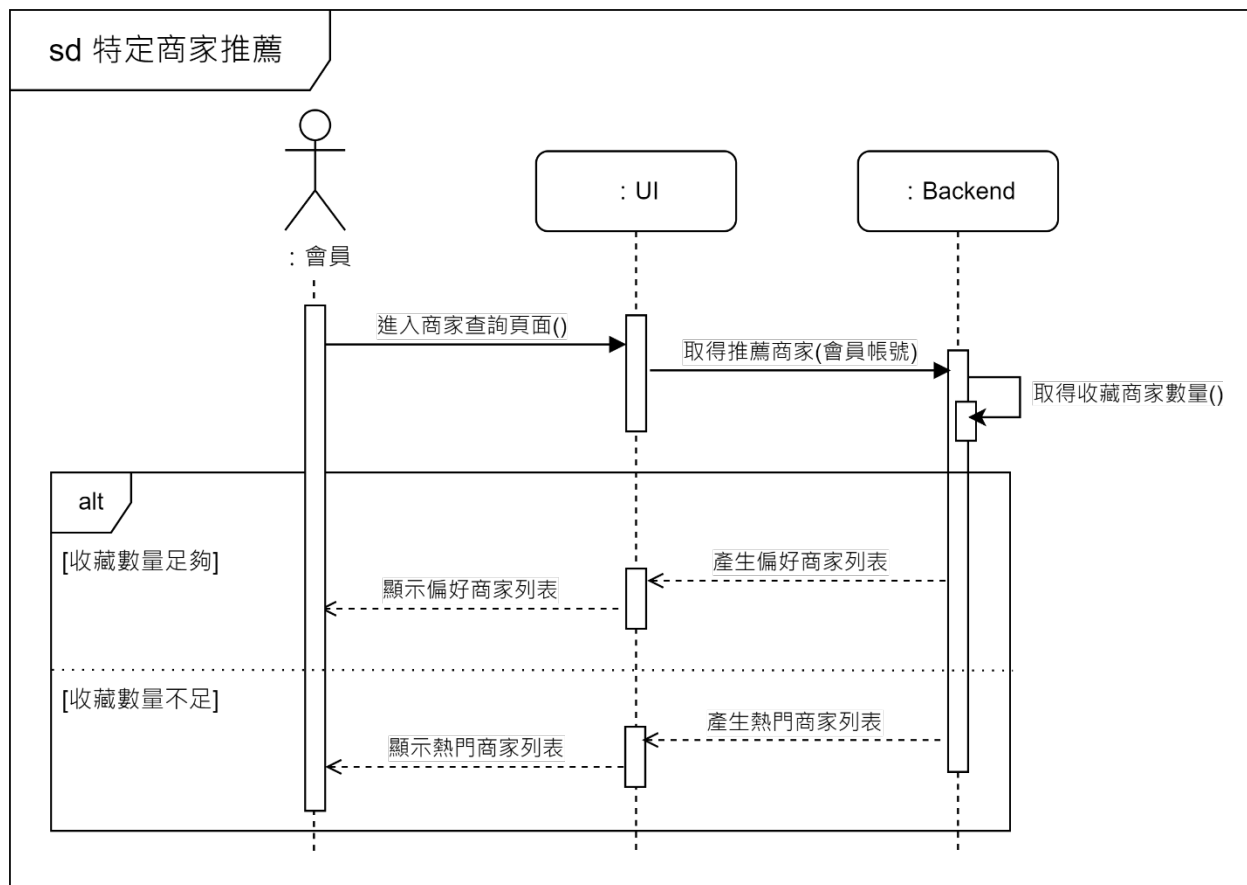 sd 特定商家推薦
: 會員
: UI
: Backend
進入商家查詢頁面()
取得推薦商家(會員帳號)
取得收藏商家數量()
alt
[收藏數量足夠]
產生偏好商家列表
顯示偏好商家列表
[收藏數量不足]
產生熱門商家列表
顯示熱門商家列表